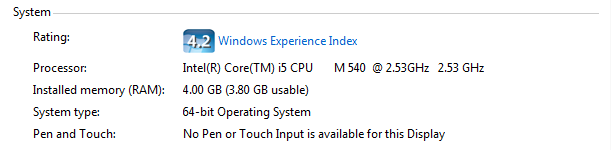 System
Rating: 4.2 Windows Experience Index
Processor: Intel(R) Core(TM) i5 CPU M 540 @ 2.53GHz 2.53 GHz
Installed memory (RAM): 4.00 GB (3.80 GB usable)
System type: 64-bit Operating System
Pen and Touch: No Pen or Touch Input is available for this Display